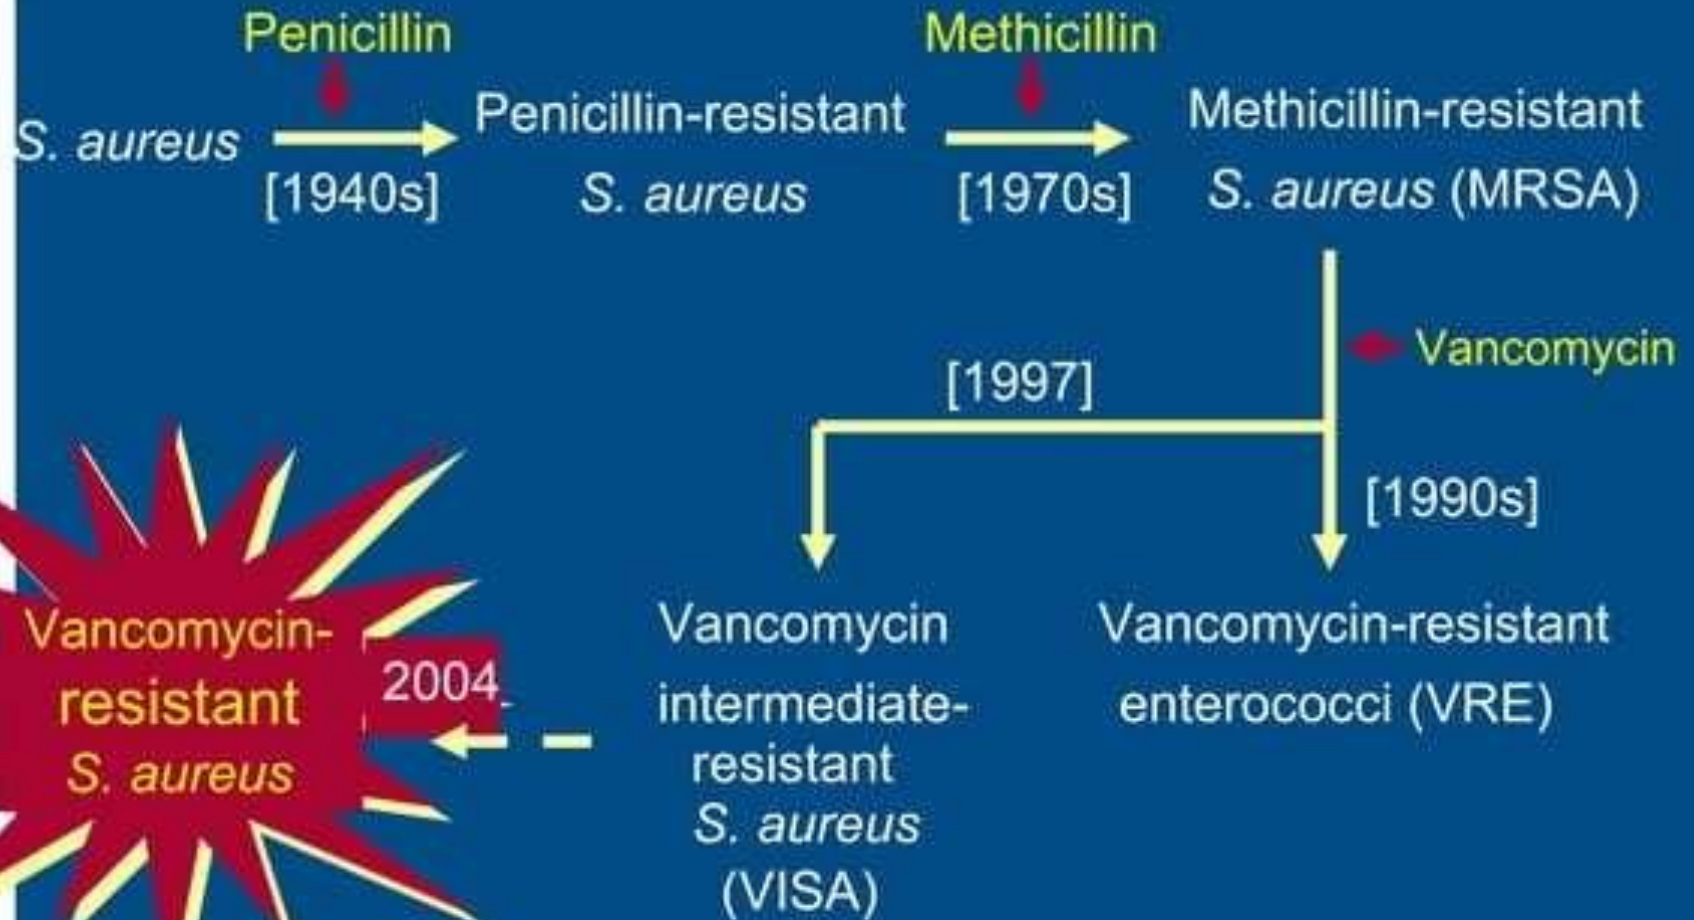 Penicillin
Methicillin
S. aureus
[1940s]
Penicillin-resistant
S. aureus
[1970s]
Methicillin-resistant
S. aureus (MRSA)
Vancomycin
[1997]
[1990s]
Vancomycin-
resistant
S. aureus
2004
Vancomycin
intermediate-
resistant
S. aureus
(VISA)
Vancomycin-resistant
enterococci (VRE)